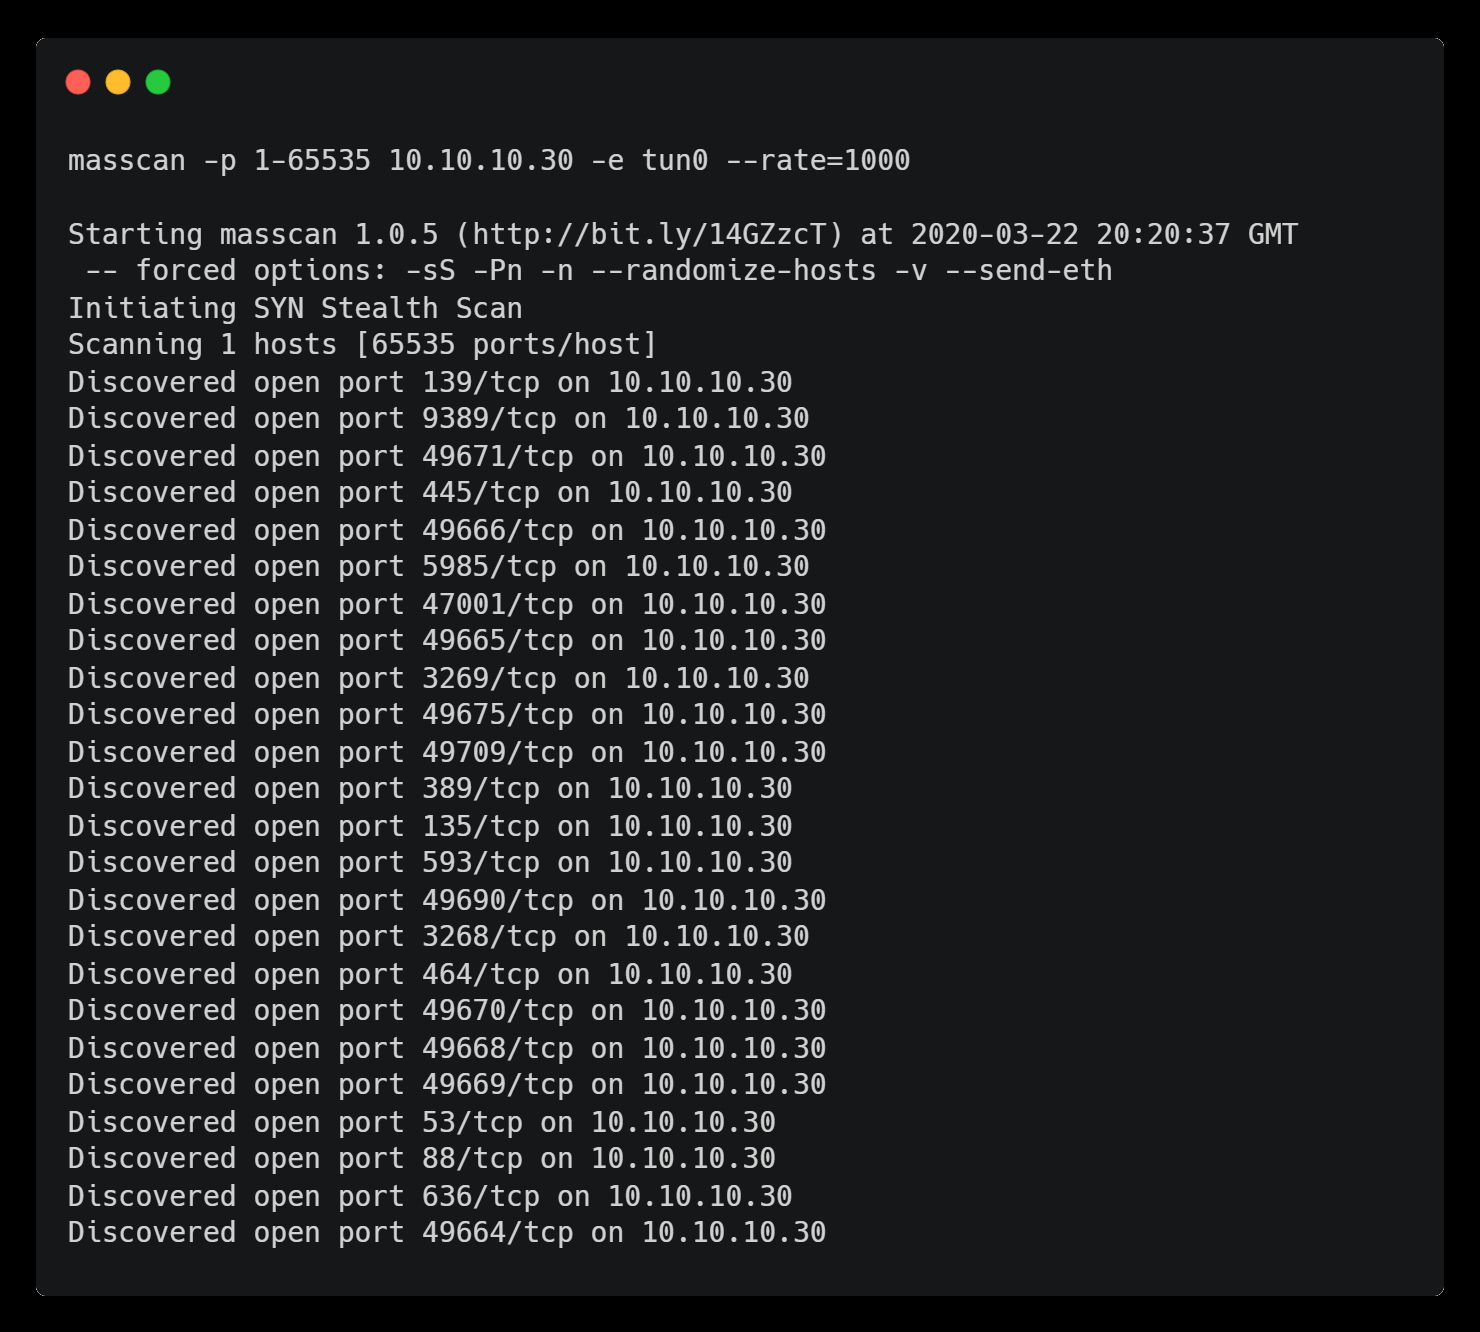 masscan -p 1-65535 10.10.10.30 -e tun0 --rate=1000
Starting masscan 1.0.5 (http://bit.ly/14GZzcT) at 2020-03-22 20:20:37 GMT
 -- forced options: -sS -Pn -n --randomize-hosts -v --send-eth
Initiating SYN Stealth Scan
Scanning 1 hosts [65535 ports/host]
Discovered open port 139/tcp on 10.10.10.30
Discovered open port 9389/tcp on 10.10.10.30
Discovered open port 49671/tcp on 10.10.10.30
Discovered open port 445/tcp on 10.10.10.30
Discovered open port 49666/tcp on 10.10.10.30
Discovered open port 5985/tcp on 10.10.10.30
Discovered open port 47001/tcp on 10.10.10.30
Discovered open port 49665/tcp on 10.10.10.30
Discovered open port 3269/tcp on 10.10.10.30
Discovered open port 49675/tcp on 10.10.10.30
Discovered open port 49709/tcp on 10.10.10.30
Discovered open port 389/tcp on 10.10.10.30
Discovered open port 135/tcp on 10.10.10.30
Discovered open port 593/tcp on 10.10.10.30
Discovered open port 49690/tcp on 10.10.10.30
Discovered open port 3268/tcp on 10.10.10.30
Discovered open port 464/tcp on 10.10.10.30
Discovered open port 49670/tcp on 10.10.10.30
Discovered open port 49668/tcp on 10.10.10.30
Discovered open port 49669/tcp on 10.10.10.30
Discovered open port 53/tcp on 10.10.10.30
Discovered open port 88/tcp on 10.10.10.30
Discovered open port 636/tcp on 10.10.10.30
Discovered open port 49664/tcp on 10.10.10.30